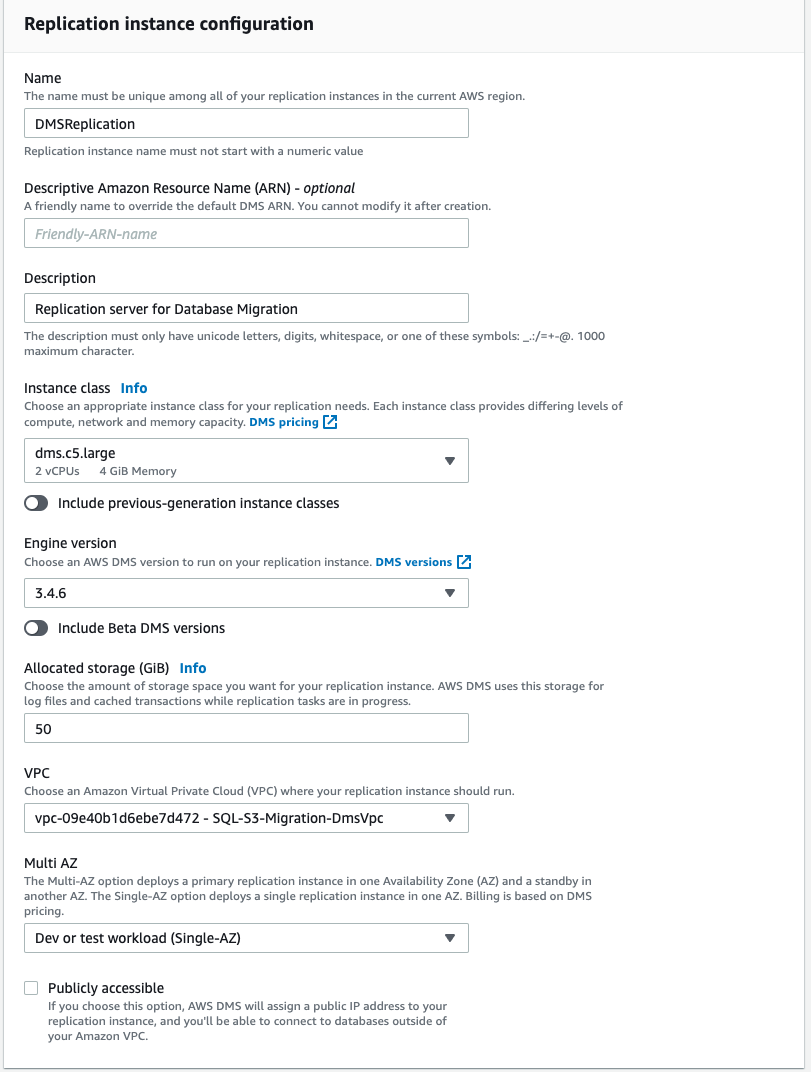 Replication instance configuration
Name
The name must be unique among all of your replication instances in the current AWS region.
DMSReplication
Replication instance name must not start with a numeric value
Descriptive Amazon Resource Name (ARN) - optional
A friendly name to override the default DMS ARN. You cannot modify it after creation.
Friendly-ARN-name
Description
Replication server for Database Migration
The description must only have unicode letters, digits, whitespace, or one of these symbols: _.:/=+-@. 1000
maximum character.
Instance class Info
Choose an appropriate instance class for your replication needs. Each instance class provides differing levels of
compute, network and memory capacity. DMS pricing
dms.c5.large
2 vCPUs 4 GiB Memory
Include previous-generation instance classes
Engine version
Choose an AWS DMS version to run on your replication instance. DMS versions
3.4.6
Include Beta DMS versions
Allocated storage (GiB) Info
Choose the amount of storage space you want for your replication instance. AWS DMS uses this storage for
log files and cached transactions while replication tasks are in progress.
50
VPC
Choose an Amazon Virtual Private Cloud (VPC) where your replication instance should run.
vpc-09e40b1d6ebe7d472 - SQL-S3-Migration-DmsVpc
Multi AZ
The Multi-AZ option deploys a primary replication instance in one Availability Zone (AZ) and a standby in
another AZ. The Single-AZ option deploys a single replication instance in one AZ. Billing is based on DMS
pricing.
Dev or test workload (Single-AZ)
Publicly accessible
If you choose this option, AWS DMS will assign a public IP address to your
replication instance, and you'll be able to connect to databases outside of
your Amazon VPC.